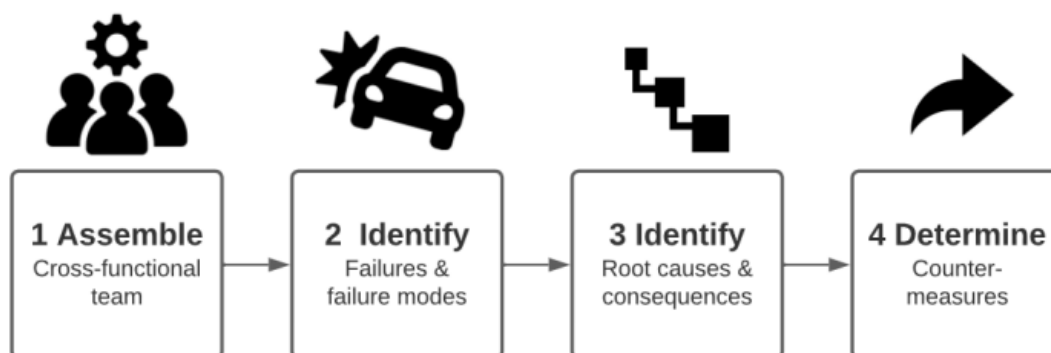 1 Assemble
Cross-functional
team
2 Identify
Failures &
failure modes
3 Identify
Root causes &
consequences
4 Determine
Counter-
measures